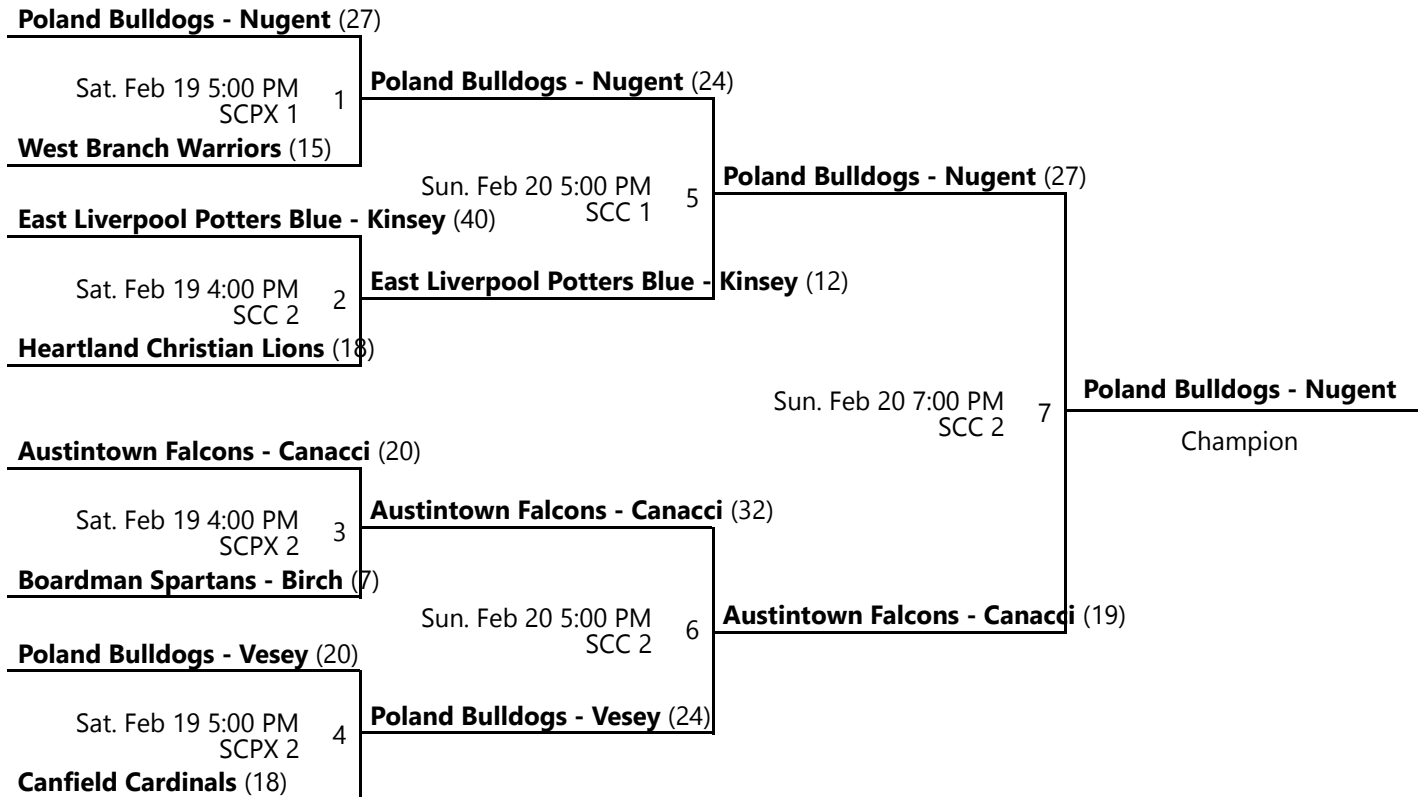 Poland Bulldogs - Nugent (27)
Sat. Feb 19 5:00 PM
SCPX 1
1
West Branch Warriors (15)
Poland Bulldogs - Nugent (24)
East Liverpool Potters Blue - Kinsey (40)
Sat. Feb 19 4:00 PM
SCC 2
2
Heartland Christian Lions (18)
East Liverpool Potters Blue - Kinsey (12)
Sun. Feb 20 5:00 PM
SCC 1
5
Poland Bulldogs - Nugent (27)
Austintown Falcons - Canacci (20)
Sat. Feb 19 4:00 PM
SCPX 2
3
Boardman Spartans - Birch (7)
Austintown Falcons - Canacci (32)
Poland Bulldogs - Vesey (20)
Sat. Feb 19 5:00 PM
SCPX 2
4
Canfield Cardinals (18)
Poland Bulldogs - Vesey (24)
Sun. Feb 20 5:00 PM
SCC 2
6
Austintown Falcons - Canacci (19)
Sun. Feb 20 7:00 PM
SCC 2
7
Poland Bulldogs - Nugent
Champion